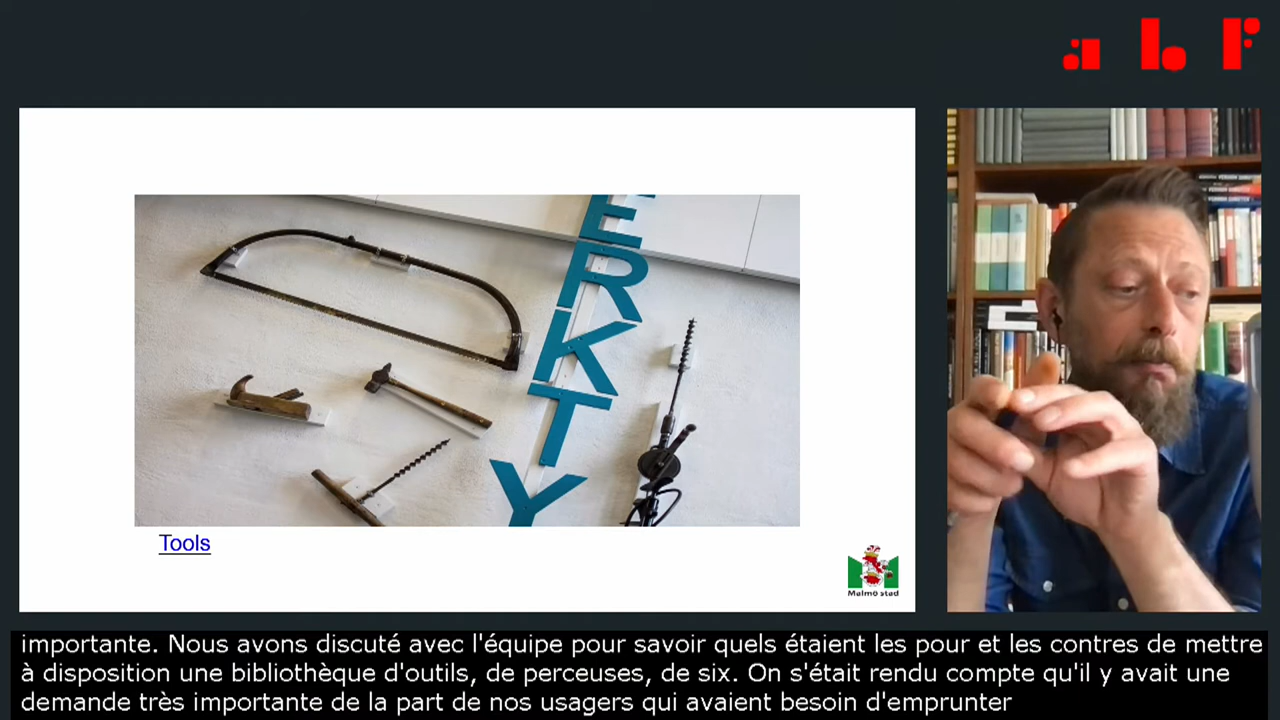 a b F
ERKTY
Tools
Malmö stad
importante. Nous avons discuté avec l'équipe pour savoir quels étaient les pour et les contres de mettre
à disposition une bibliothèque d'outils, de perceuses, de six. On s'était rendu compte qu'il y avait une
demande très importante de la part de nos usagers qui avaient besoin d'emprunter